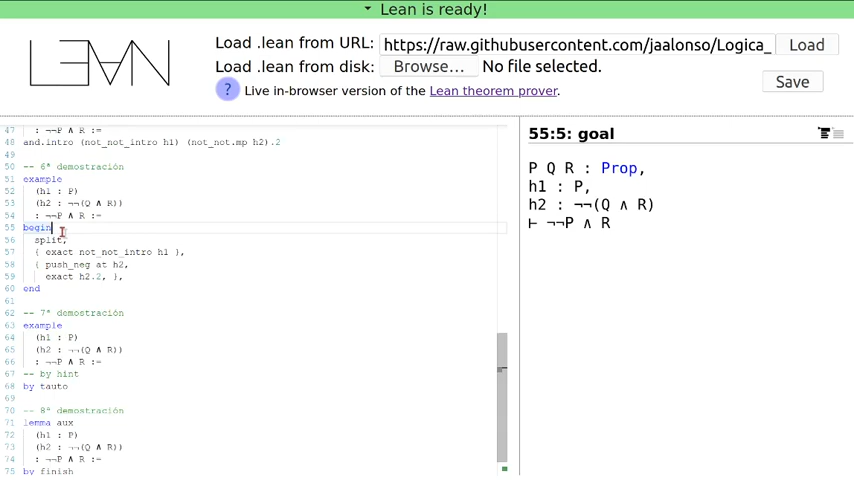 Lean is ready!
LEAN
Load .lean from URL: https://raw.githubusercontent.com/jaalonso/Logica_ Load
Load .lean from disk: Browse... No file selected.
? Live in-browser version of the Lean theorem prover. Save
47 : ¬¬P ∧ R :=
48 and.intro (not_not_intro h1) (not_not.mp h2).2
49
50 -- 6ª demostración
51 example
52 (h1 : P)
53 (h2 : ¬¬(Q ∧ R))
54 : ¬¬P ∧ R :=
55 begin
56 split,
57 { exact not_not_intro h1 },
58 { push_neg at h2,
59 exact h2.2, },
60 end
61
62 -- 7ª demostración
63 example
64 (h1 : P)
65 (h2 : ¬¬(Q ∧ R))
66 : ¬¬P ∧ R :=
67 -- by hint
68 by tauto
69
70 -- 8ª demostración
71 lemma aux
72 (h1 : P)
73 (h2 : ¬¬(Q ∧ R))
74 : ¬¬P ∧ R :=
75 by finish
55:5: goal
P Q R : Prop,
h1 : P,
h2 : ¬¬(Q ∧ R)
⊢ ¬¬P ∧ R